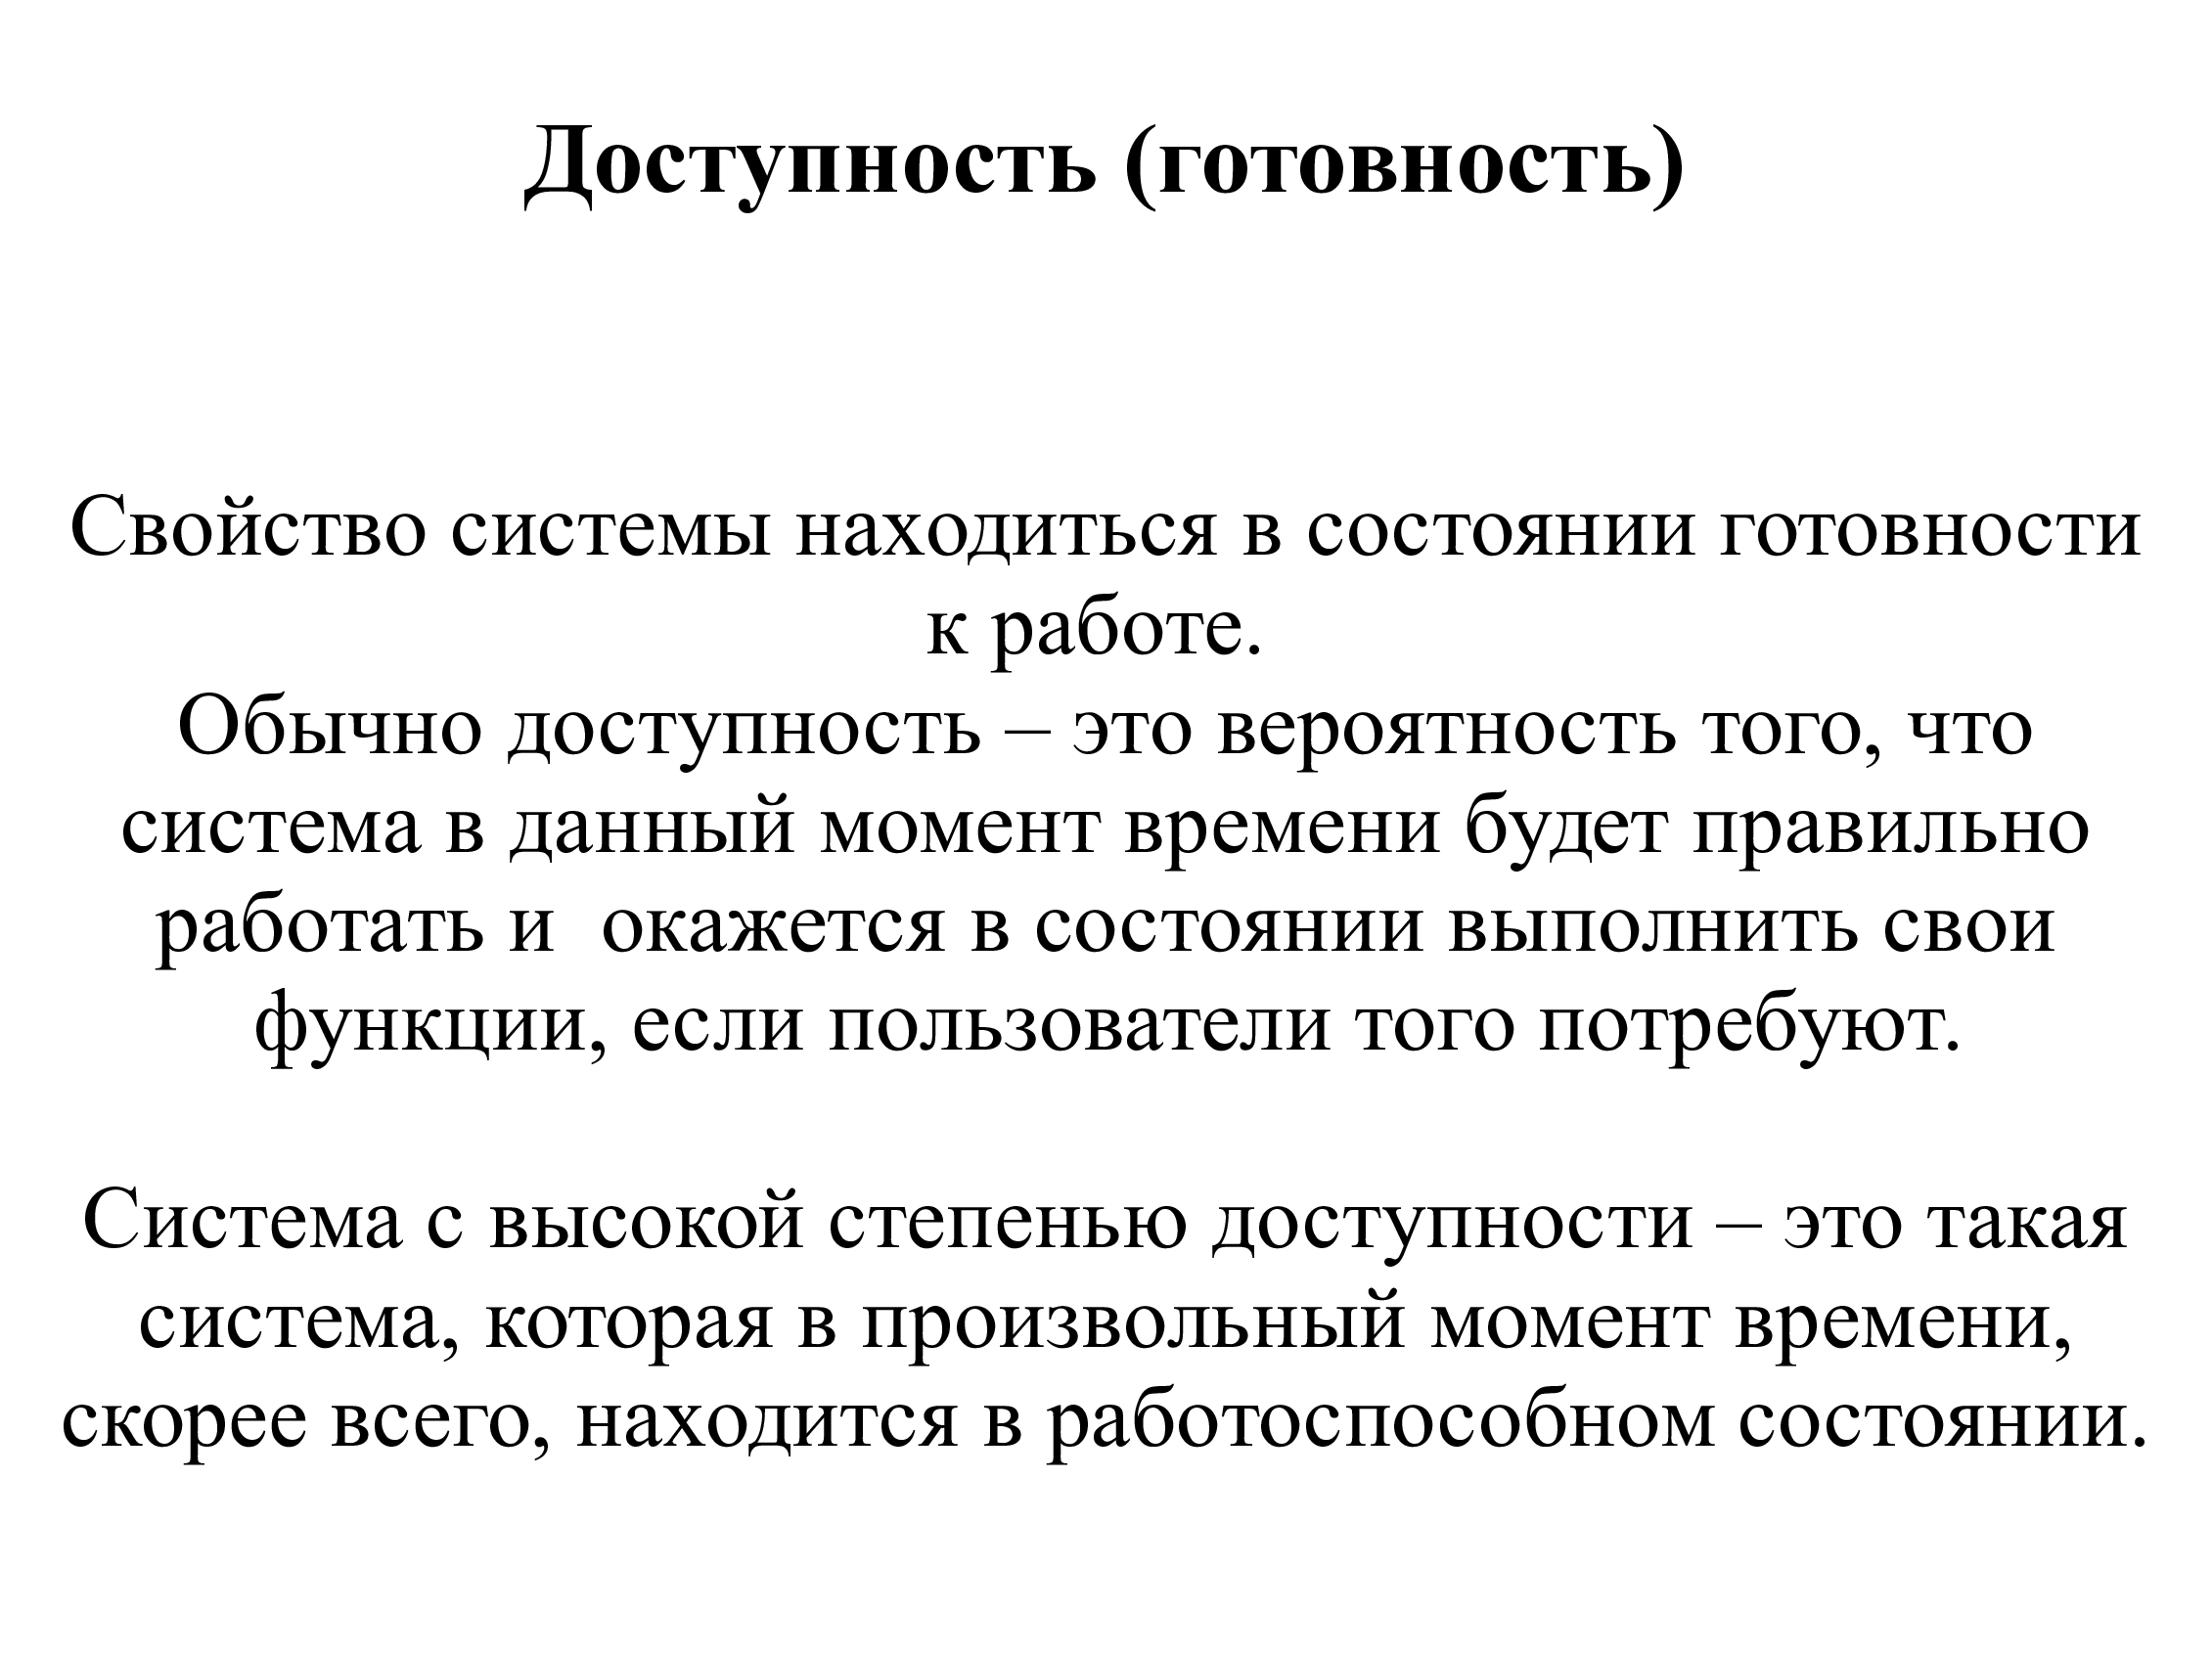 Доступность (готовность)
Свойство системы находиться в состоянии готовности
к работе.
Обычно доступность – это вероятность того, что
система в данный момент времени будет правильно
работать и  окажется в состоянии выполнить свои
функции, если пользователи того потребуют.
Система с высокой степенью доступности – это такая
система, которая в произвольный момент времени,
скорее всего, находится в работоспособном состоянии.